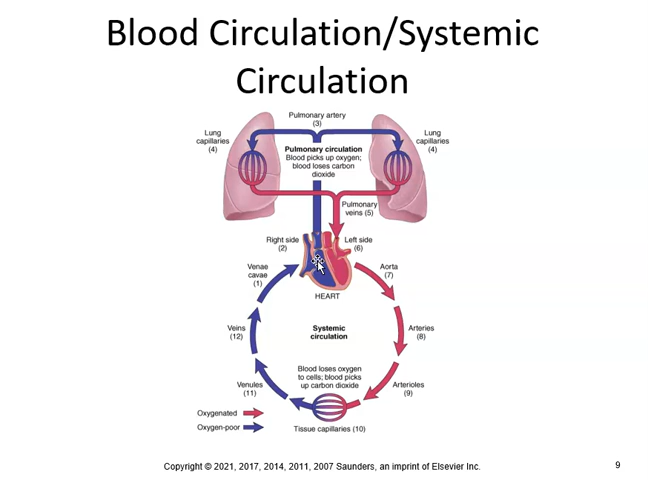 Blood Circulation/Systemic
Circulation
Pulmonary artery
(3)
Lung
capillaries
(4)
Lung
capillaries
(4)
Pulmonary circulation
Blood picks up oxygen;
blood loses carbon
dioxide
Pulmonary
veins (5)
Right side
(2)
Left side
(6)
Venae
cavae
(1)
Aorta
(7)
HEART
Veins
(12)
Systemic
circulation
Arteries
(8)
Blood loses oxygen
to cells; blood picks
up carbon dioxide
Venules
(11)
Arterioles
(9)
Oxygenated
Oxygen-poor
Tissue capillaries (10)
Copyright © 2021, 2017, 2014, 2011, 2007 Saunders, an imprint of Elsevier Inc.
9